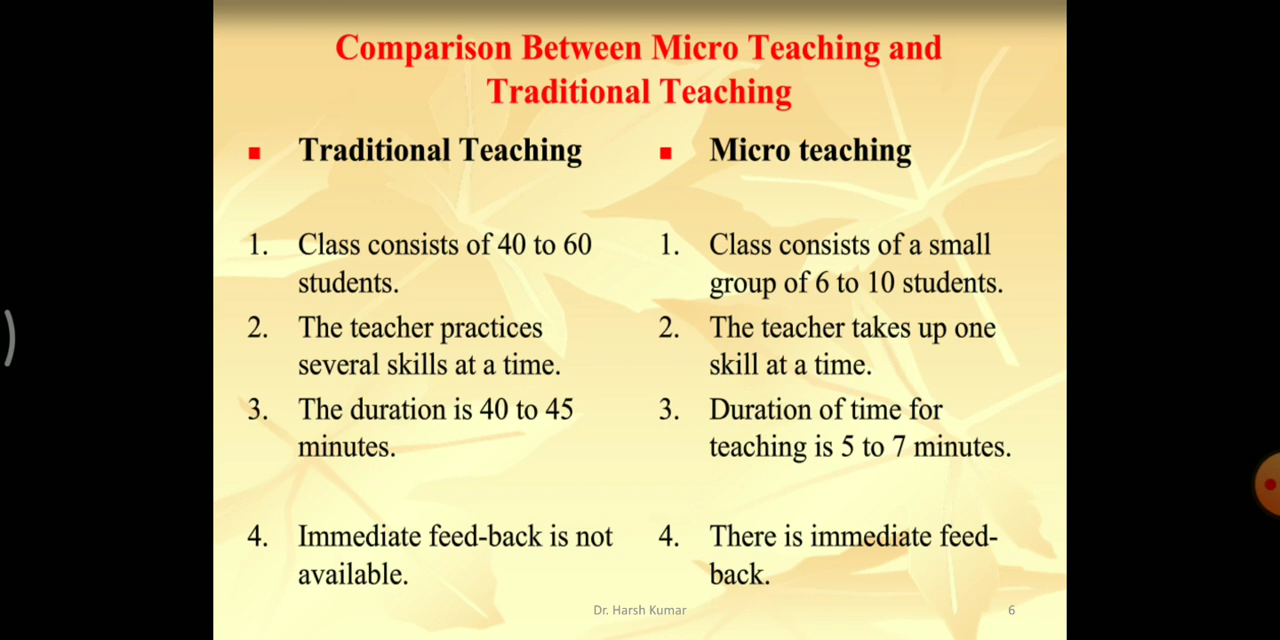 Comparison Between Micro Teaching and
Traditional Teaching
Traditional Teaching
1. Class consists of 40 to 60
students.
2. The teacher practices
several skills at a time.
3. The duration is 40 to 45
minutes.
4. Immediate feed-back is not
available.
Micro teaching
1. Class consists of a small
group of 6 to 10 students.
2. The teacher takes up one
skill at a time.
3. Duration of time for
teaching is 5 to 7 minutes.
4. There is immediate feed-
back.
Dr. Harsh Kumar
6